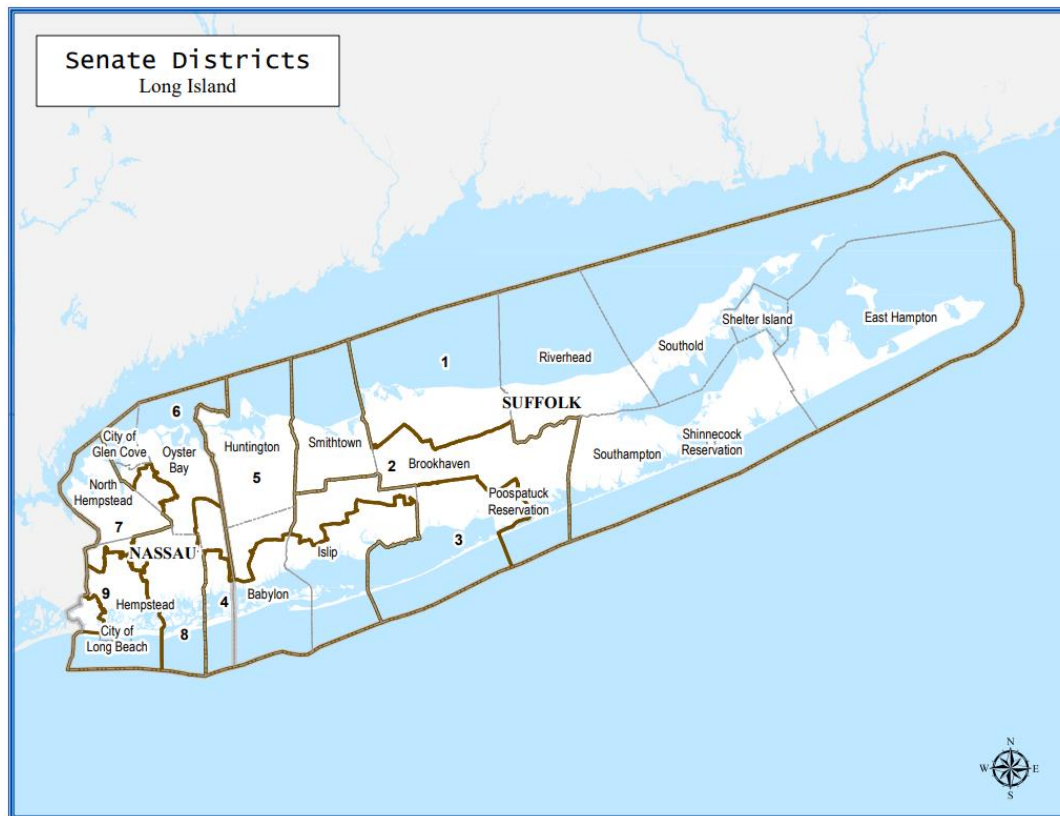 Senate Districts
Long Island
1
Riverhead
Shelter Island
East Hampton
Southold
SUFFOLK
6
City of
Glen Cove
Oyster
Bay
Huntington
5
Smithtown
2
Brookhaven
Southampton
Shinnecock
Reservation
North
Hempstead
7
Poospatuck
Reservation
NASSAU
Islip
3
9
Hempstead
4
Babylon
City of
Long Beach
8
N
W
E
S